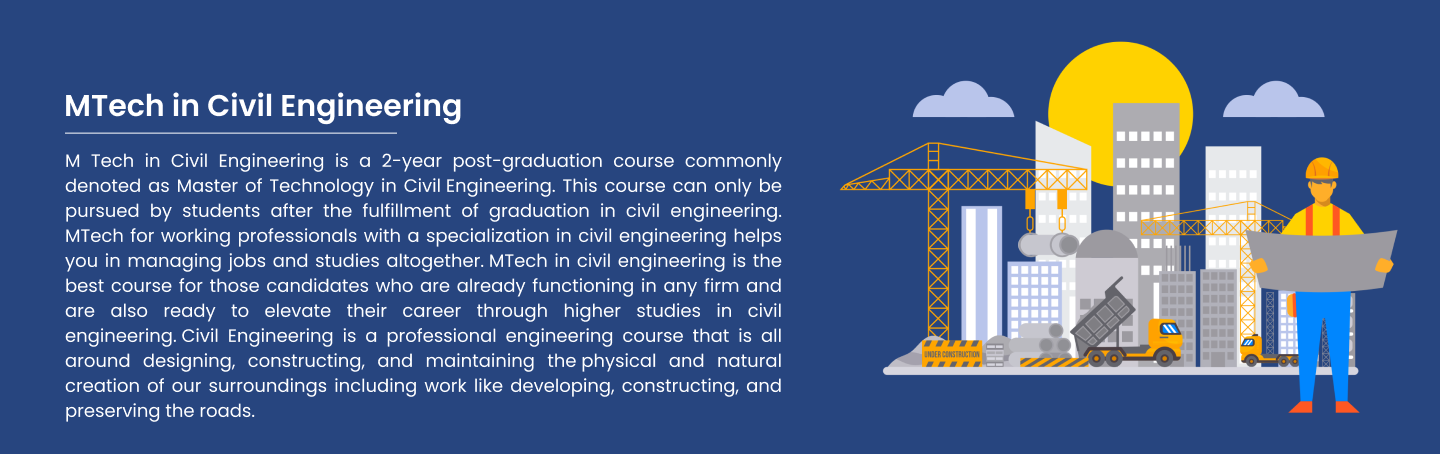 MTech in Civil Engineering
M Tech in Civil Engineering is a 2-year post-graduation course commonly
denoted as Master of Technology in Civil Engineering. This course can only be
pursued by students after the fulfillment of graduation in civil engineering.
MTech for working professionals with a specialization in civil engineering helps
you in managing jobs and studies altogether. MTech in civil engineering is the
best course for those candidates who are already functioning in any firm and
are also ready to elevate their career through higher studies in civil
engineering. Civil Engineering is a professional engineering course that is all
around designing, constructing, and maintaining the physical and natural
creation of our surroundings including work like developing, constructing, and
preserving the roads.
UNDER CONSTRUCTION